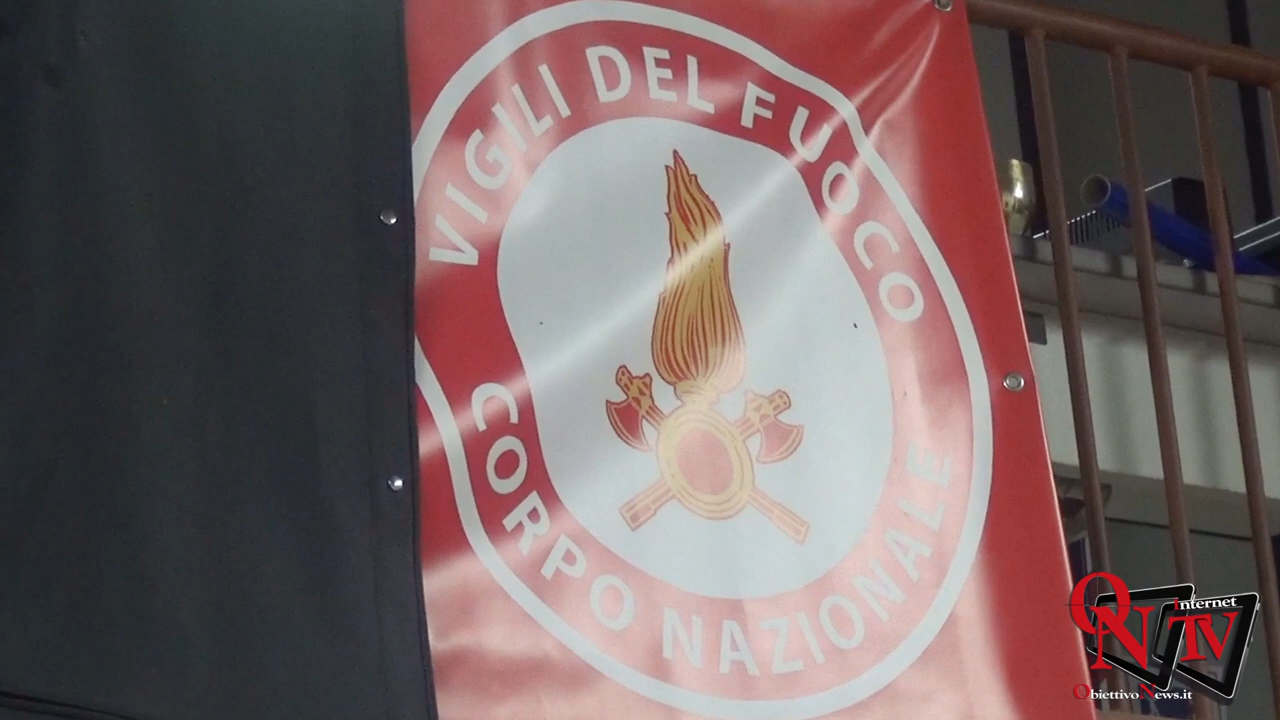 VIGILI DEL FUOCO
CORPO NAZIONALE
ON Internet
TV
ObiettivoNews.it